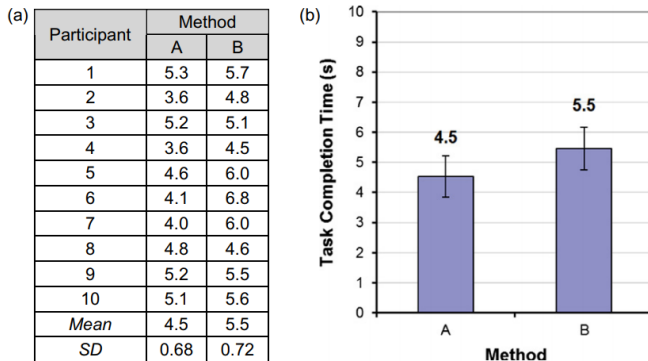 (a)
Participant Method
A B
1 5.3 5.7
2 3.6 4.8
3 5.2 5.1
4 3.6 4.5
5 4.6 6.0
6 4.1 6.8
7 4.0 6.0
8 4.8 4.6
9 5.2 5.5
10 5.1 5.6
Mean 4.5 5.5
SD 0.68 0.72
(b)
Task Completion Time (s)
10
9
8
7
6
5
4
3
2
1
0
4.5
5.5
A B
Method